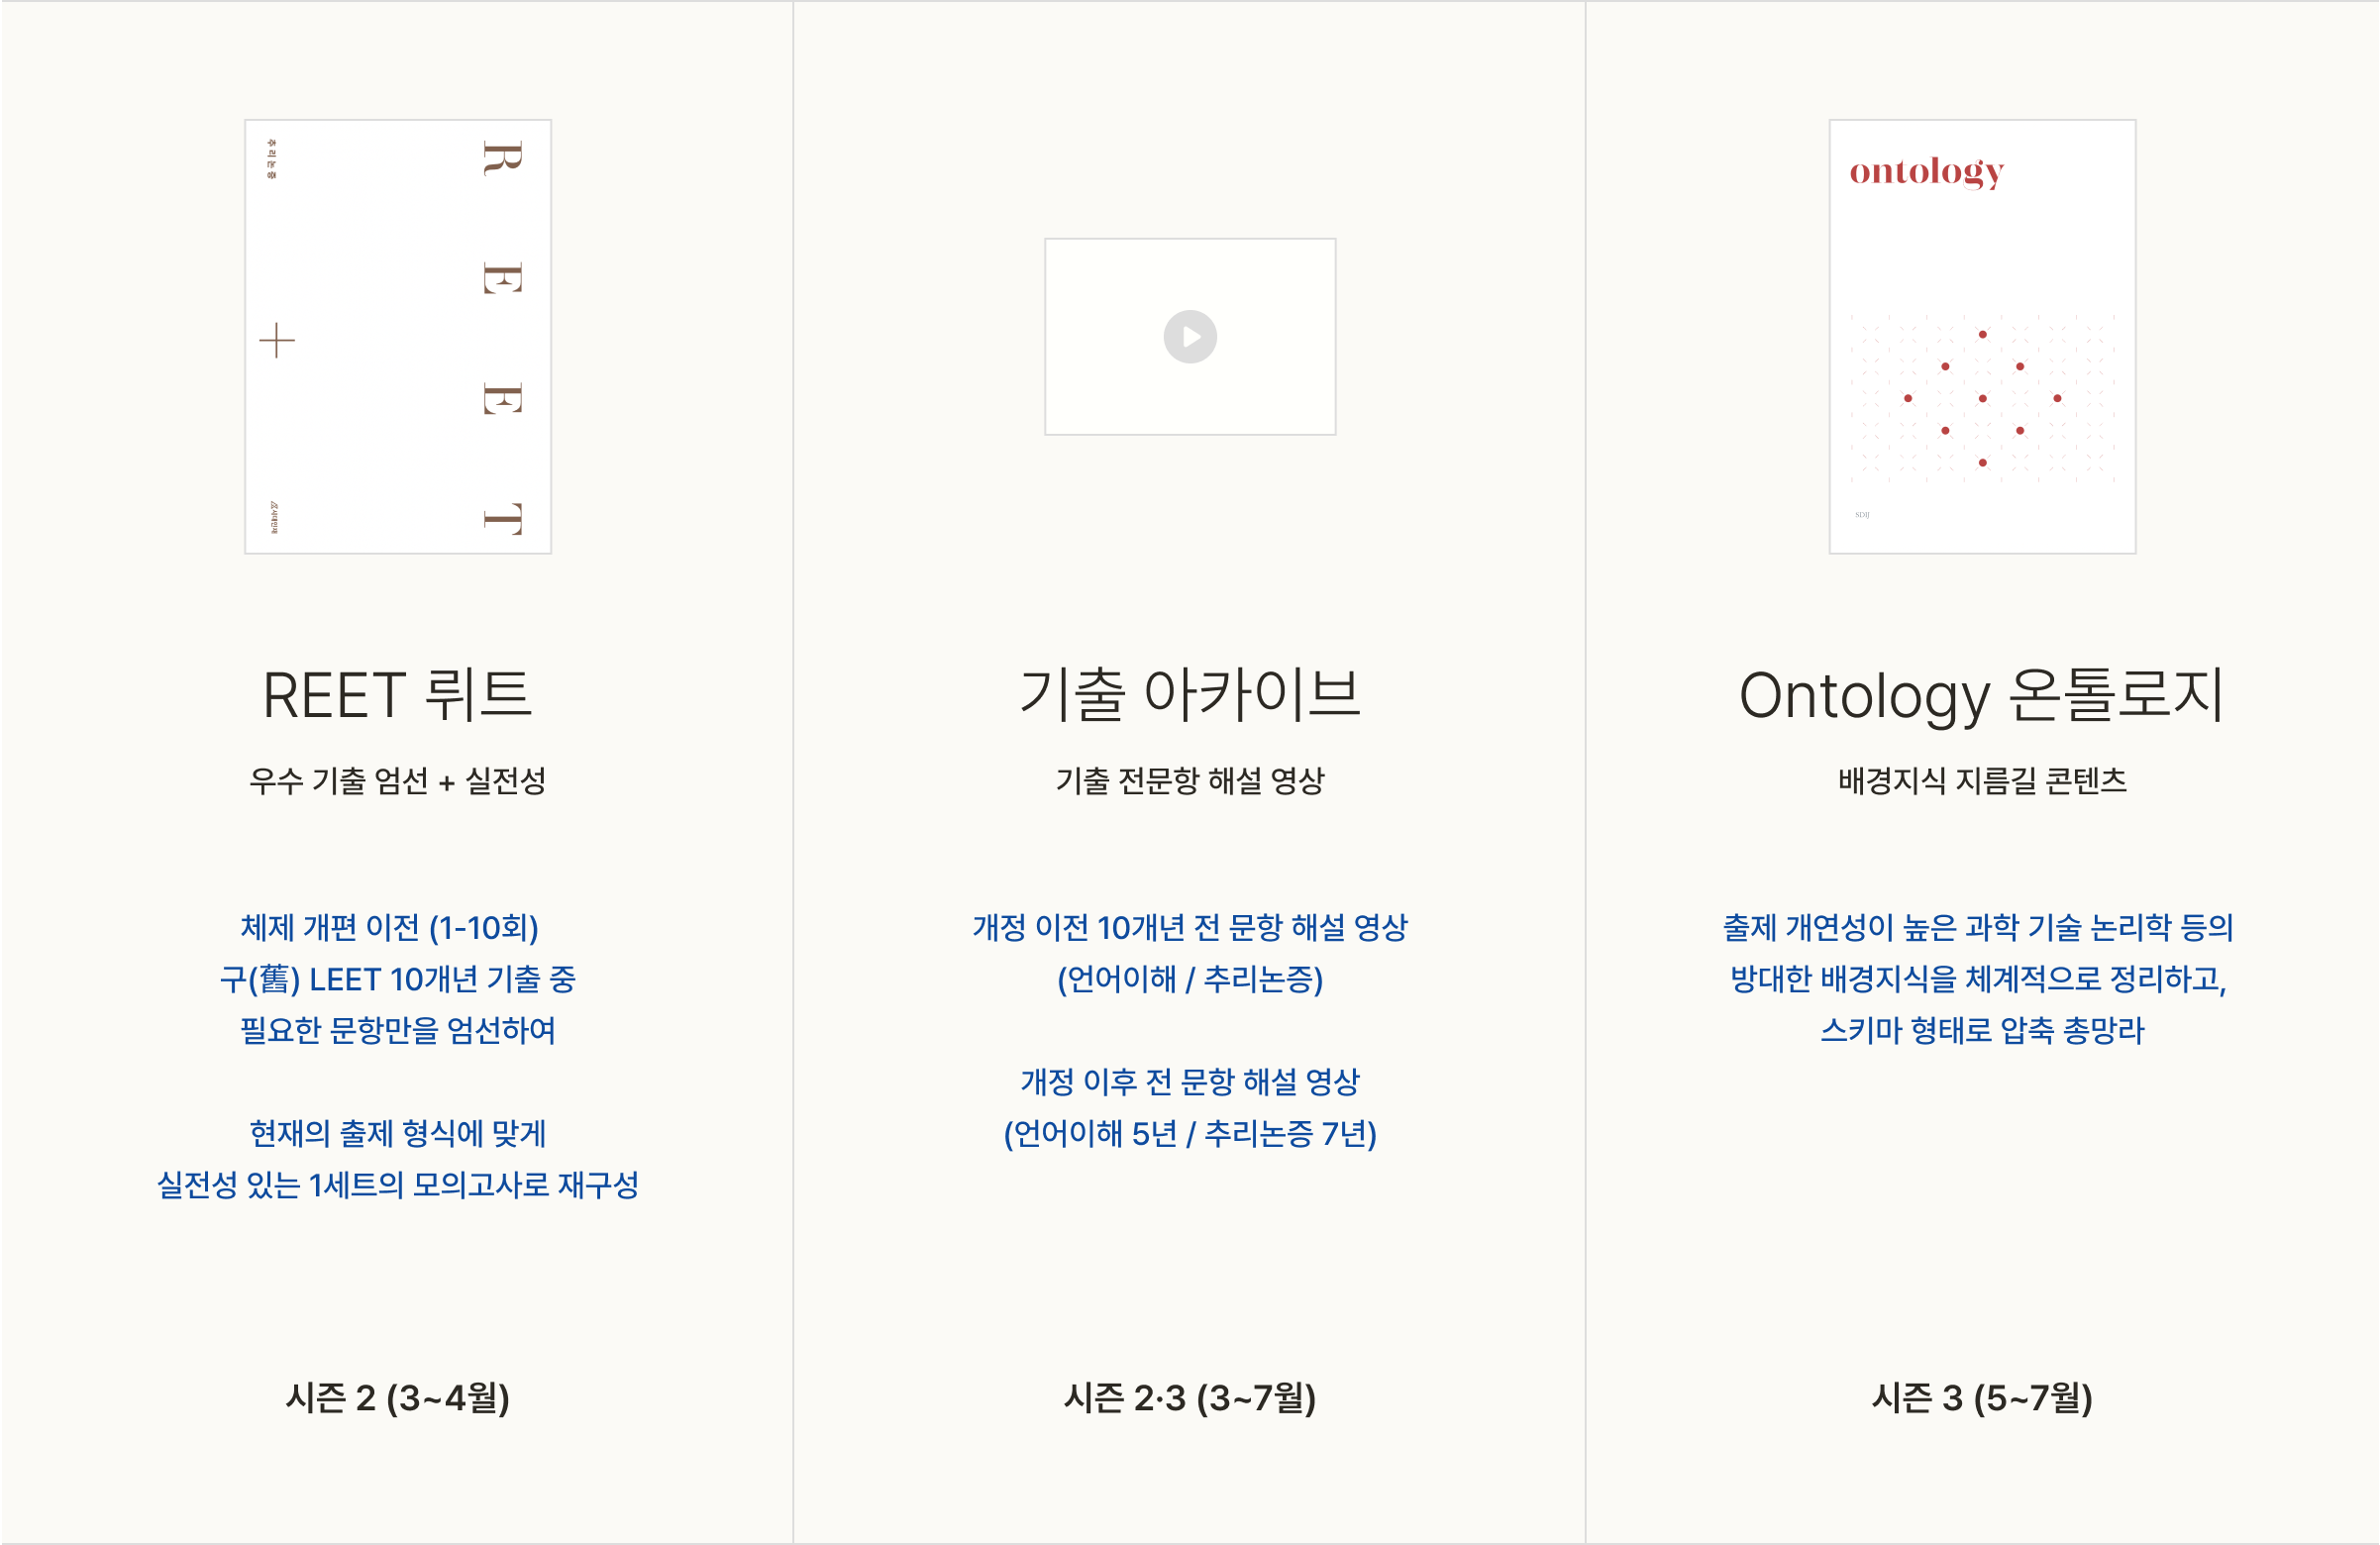 추리논증
REET
시대인재
REET 뤼트
우수 기출 엄선 + 실전성
체제 개편 이전 (1-10회)
구(舊) LEET 10개년 기출 중
필요한 문항만을 엄선하여
현재의 출제 형식에 맞게
실전성 있는 1세트의 모의고사로 재구성
시즌 2 (3~4월)
기출 아카이브
기출 전문항 해설 영상
개정 이전 10개년 전 문항 해설 영상
(언어이해 / 추리논증)
개정 이후 전 문항 해설 영상
(언어이해 5년 / 추리논증 7년)
시즌 2·3 (3~7월)
ontology
SDIJ
Ontology 온톨로지
배경지식 지름길 콘텐츠
출제 개연성이 높은 과학 기술 논리학 등의
방대한 배경지식을 체계적으로 정리하고,
스키마 형태로 압축 총망라
시즌 3 (5~7월)